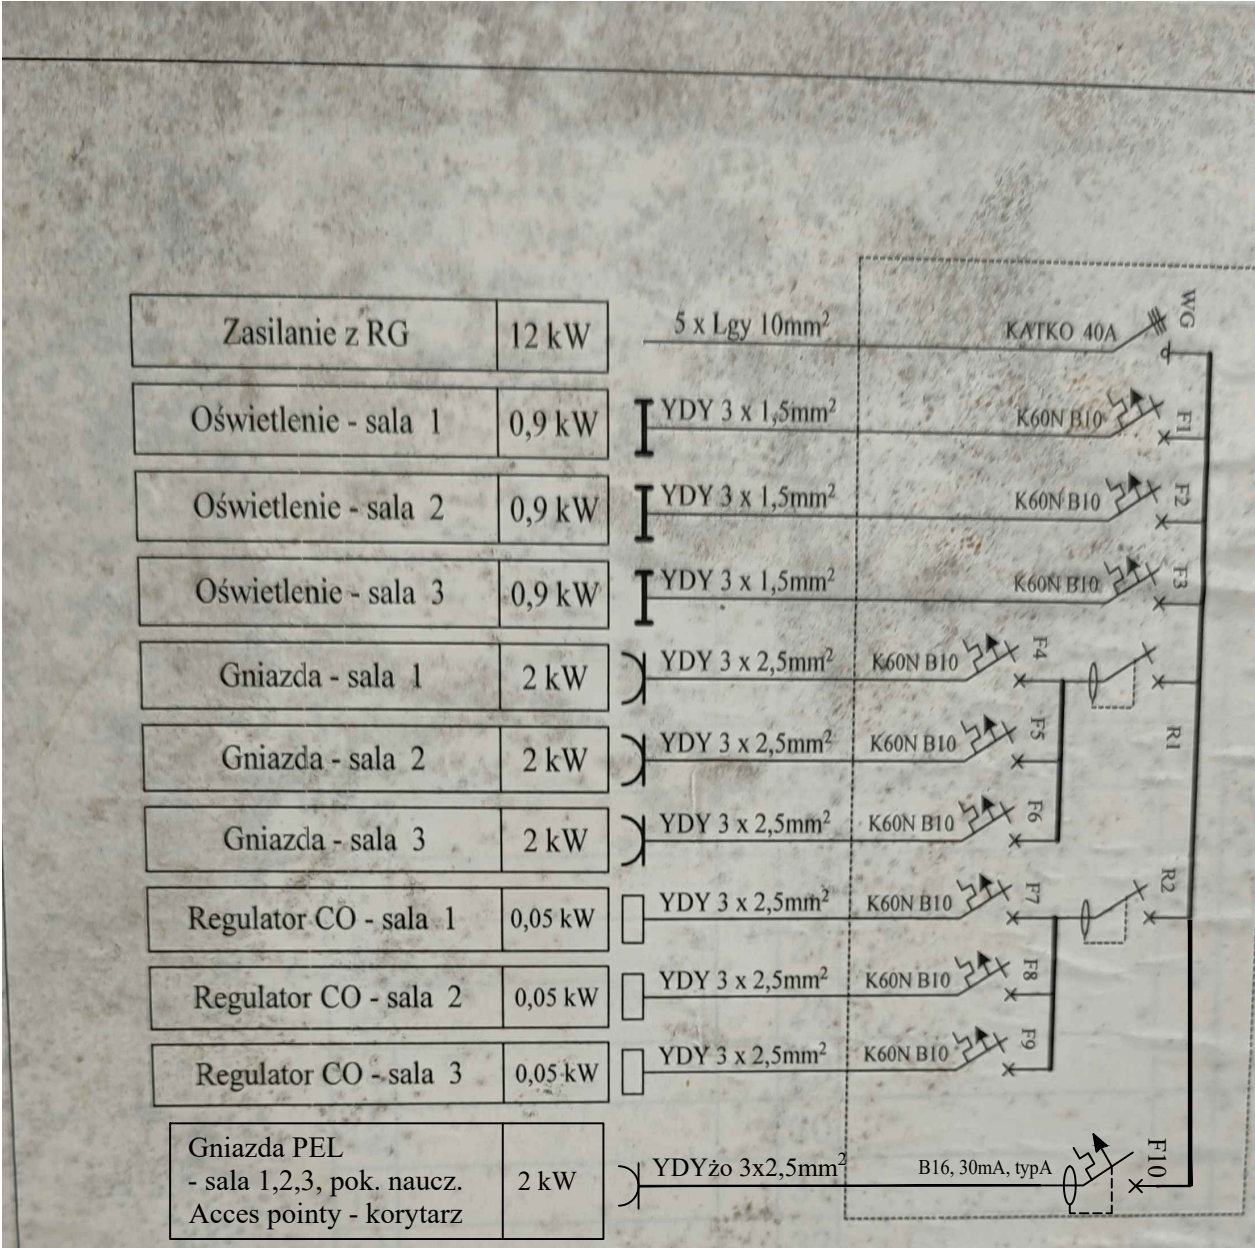 Zasilanie z RG 12 kW 5 x Lgy 10mm² KATKO 40A WG
Oświetlenie - sala 1 0,9 kW YDY 3 x 1,5mm² K60N B10 F1
Oświetlenie - sala 2 0,9 kW YDY 3 x 1,5mm² K60N B10 F2
Oświetlenie - sala 3 0,9 kW YDY 3 x 1,5mm² K60N B10 F3
Gniazda - sala 1 2 kW YDY 3 x 2,5mm² K60N B10 F4
R1
Gniazda - sala 2 2 kW YDY 3 x 2,5mm² K60N B10 F5
Gniazda - sala 3 2 kW YDY 3 x 2,5mm² K60N B10 F6
Regulator CO - sala 1 0,05 kW YDY 3 x 2,5mm² K60N B10 F7 R2
Regulator CO - sala 2 0,05 kW YDY 3 x 2,5mm² K60N B10 F8
Regulator CO - sala 3 0,05 kW YDY 3 x 2,5mm² K60N B10 F9
Gniazda PEL
- sala 1,2,3, pok. naucz.
Acces pointy - korytarz
2 kW YDYżo 3x2,5mm² B16, 30mA, typA F10